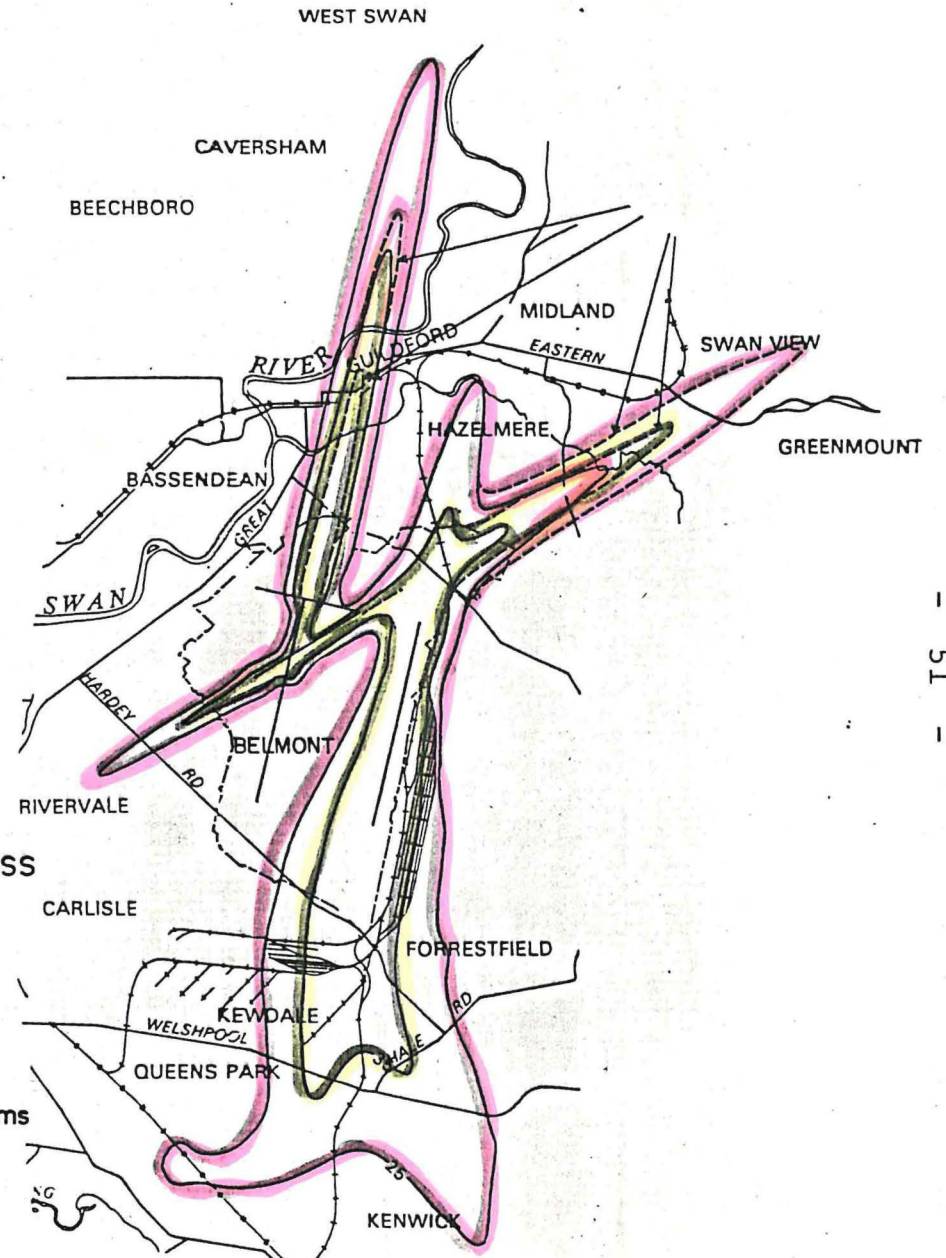 WEST SWAN
CAVERSHAM
BEECHBORO
MIDLAND
GUILDFORD
RIVER
EASTERN
SWAN VIEW
HAZELMERE
GREENMOUNT
BASSENDEAN
GREAT
SWAN
- 51 -
HARDEY
BELMONT
RD
RIVERVALE
SS
CARLISLE
FORRESTFIELD
RD
KEWDALE
WELSHPOOL
HALE
QUEENS PARK
ms
25
NG
KENWICK